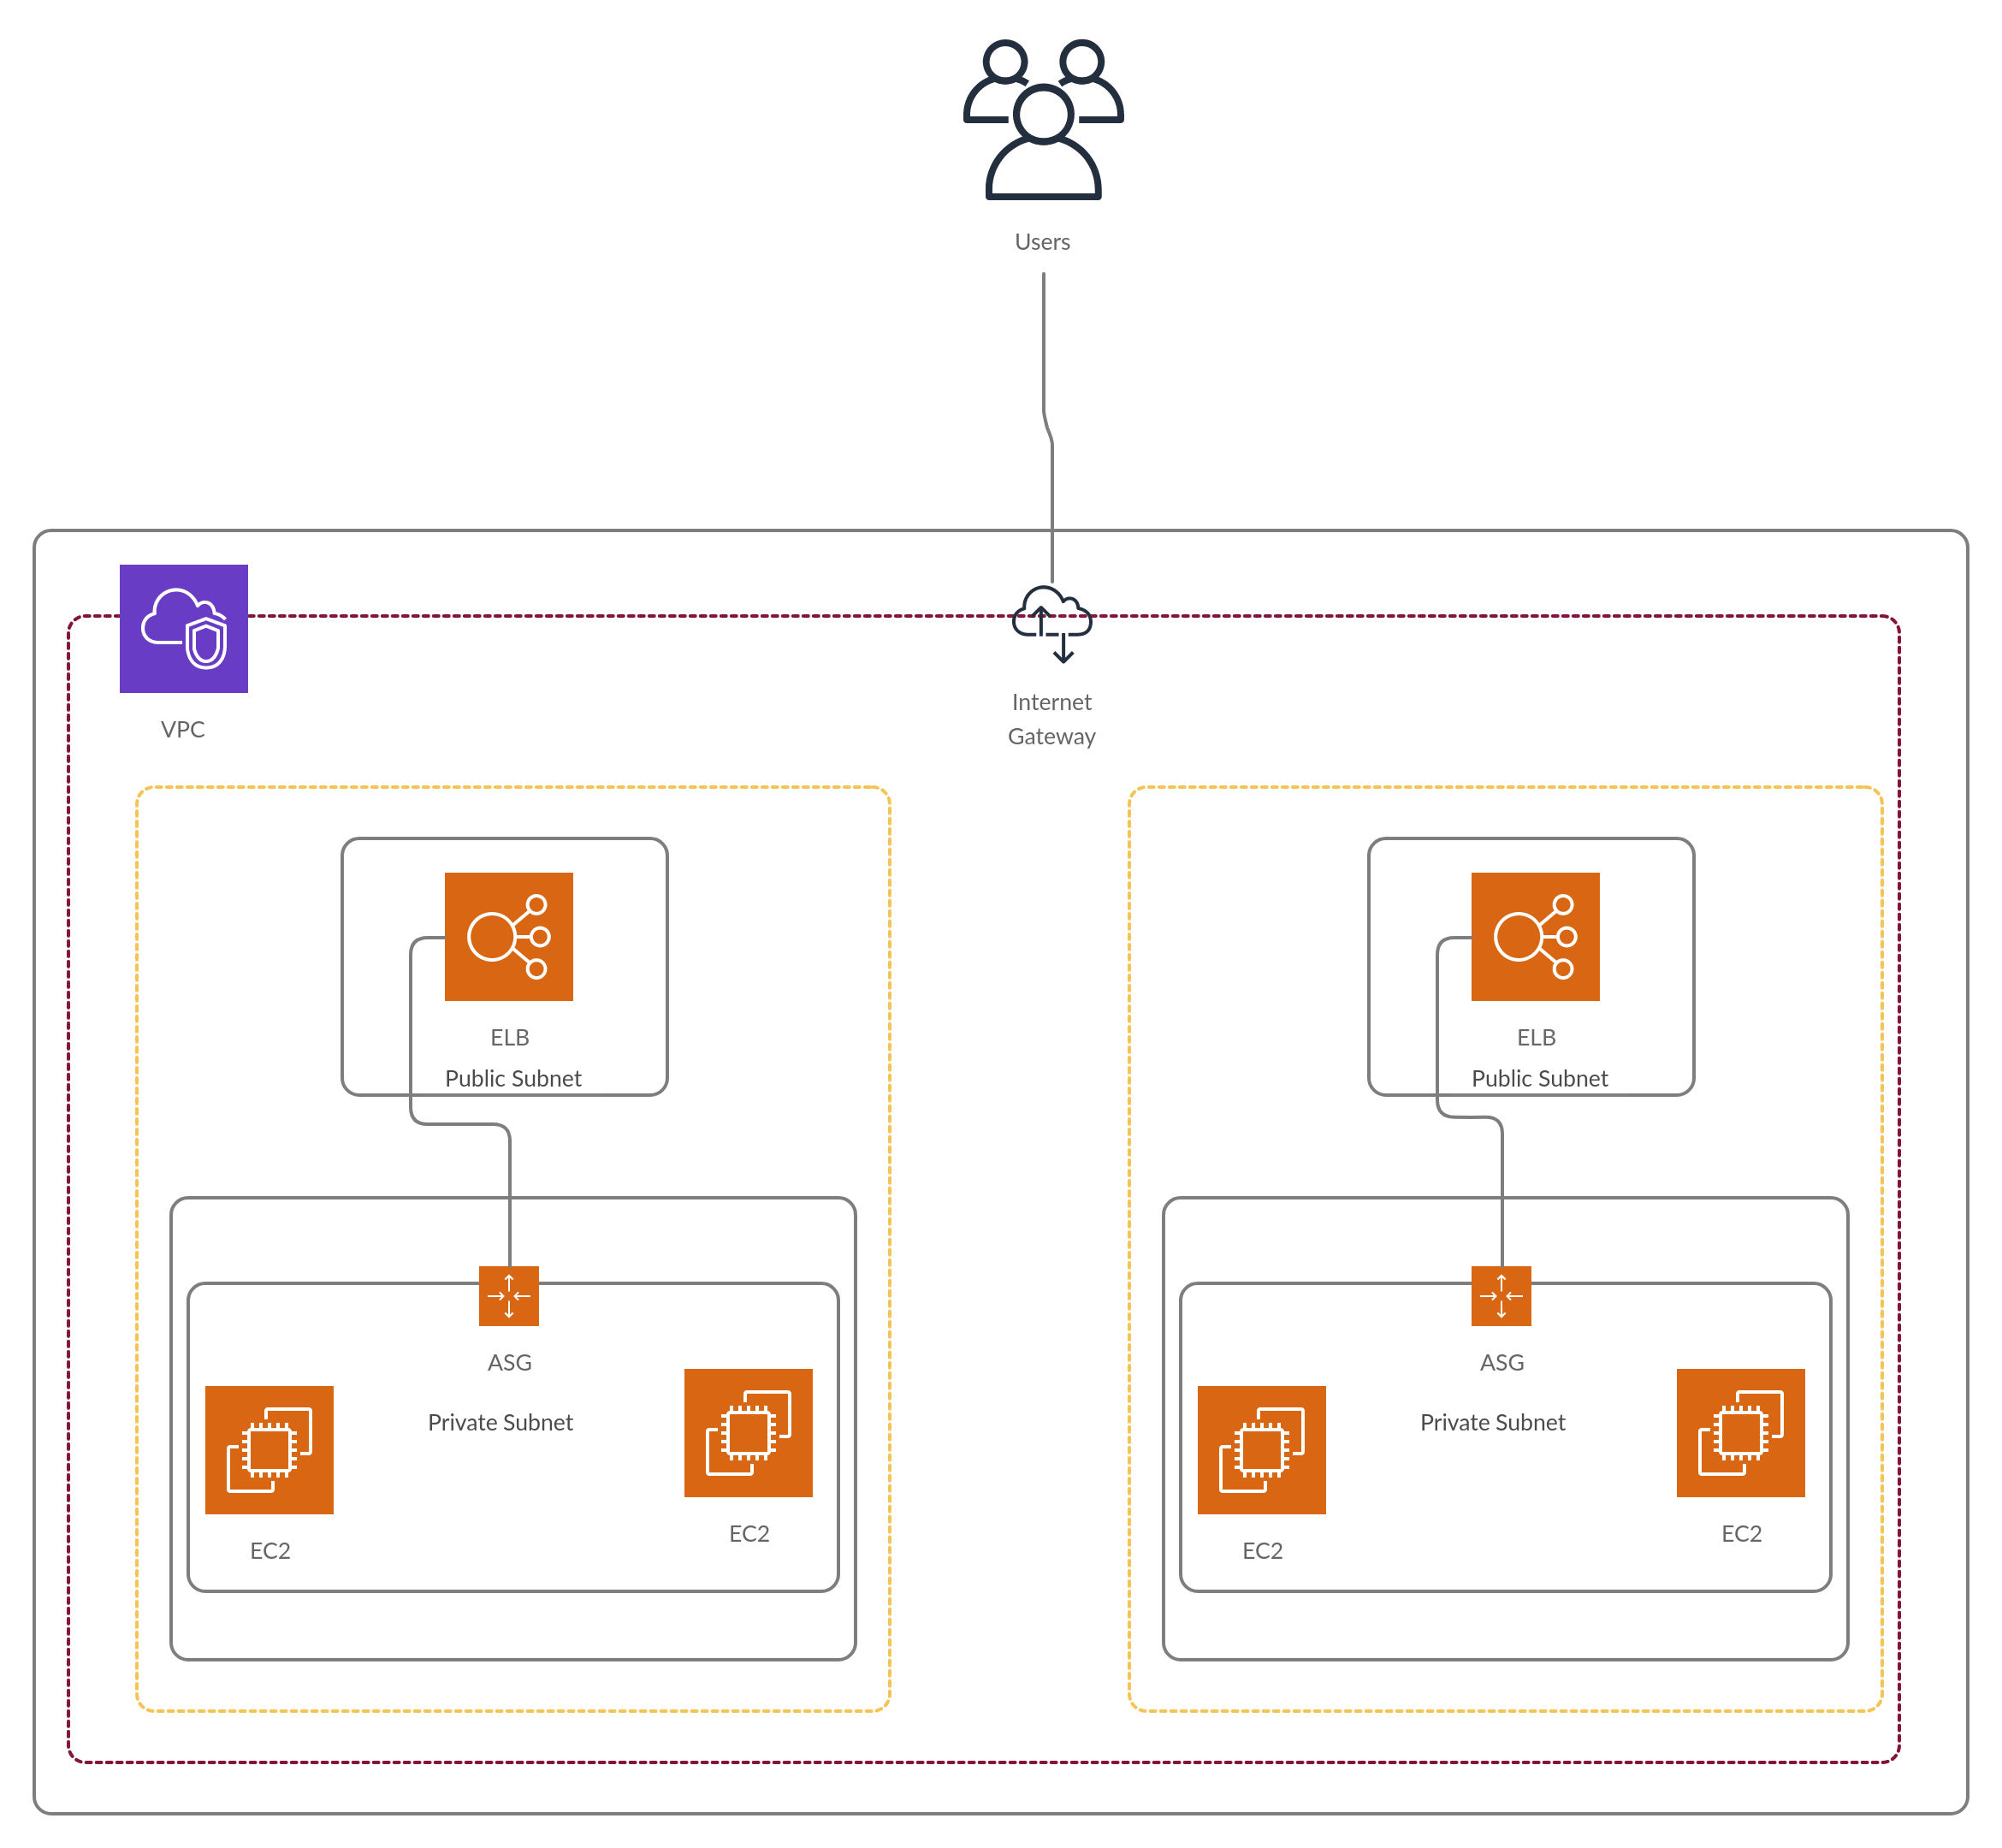 Users
VPC
Internet
Gateway
ELB
Public Subnet
ELB
Public Subnet
ASG
Private Subnet
EC2
EC2
ASG
Private Subnet
EC2
EC2